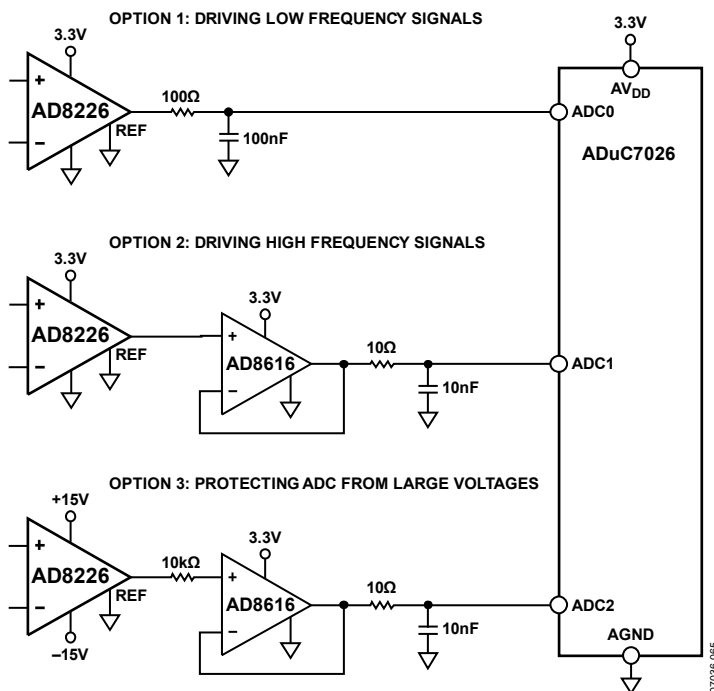 OPTION 1: DRIVING LOW FREQUENCY SIGNALS
3.3V
+
AD8226
−
REF
100Ω
100nF
3.3V
AVDD
ADC0
ADuC7026
OPTION 2: DRIVING HIGH FREQUENCY SIGNALS
3.3V
+
AD8226
−
REF
3.3V
+
AD8616
−
10Ω
10nF
ADC1
OPTION 3: PROTECTING ADC FROM LARGE VOLTAGES
+15V
+
AD8226
−
REF
−15V
10kΩ
3.3V
+
AD8616
−
10Ω
10nF
ADC2
AGND
07036-065